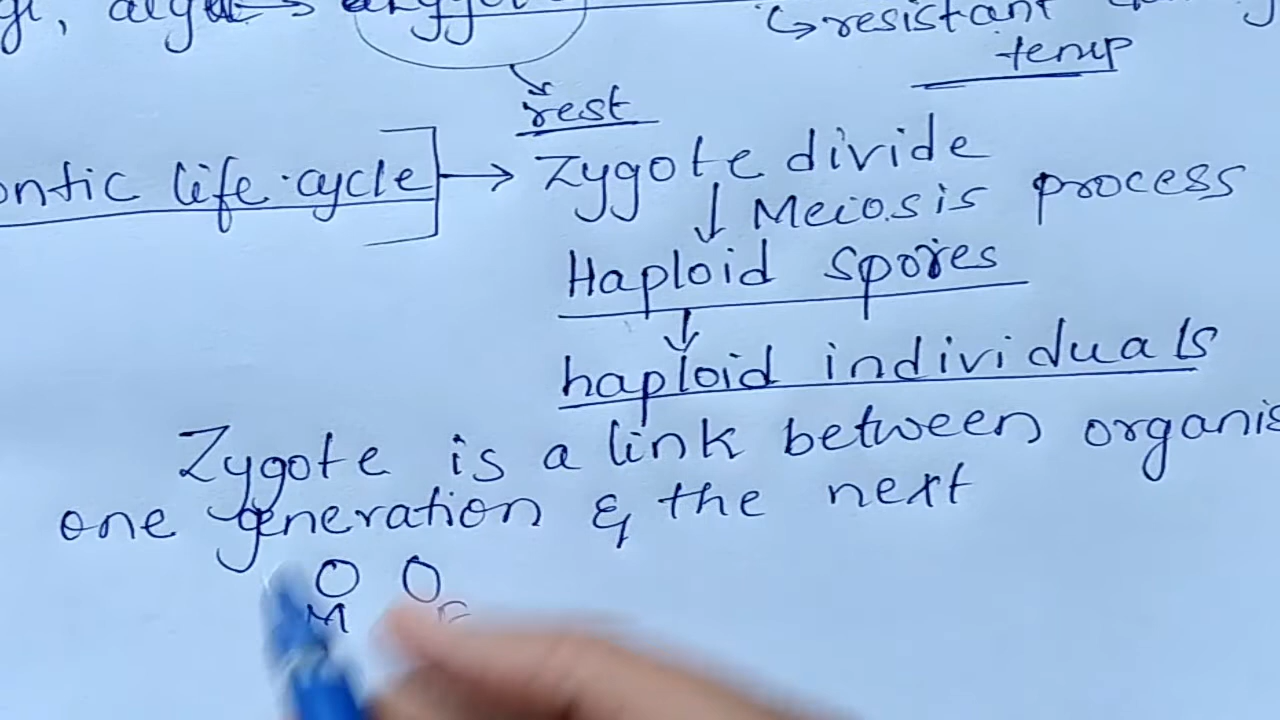 resistant
temp
rest
ontic life cycle → Zygote divide
↓ Meiosis process
Haploid spores
↓
haploid individuals
Zygote is a link between organis
one generation & the next
O O
M